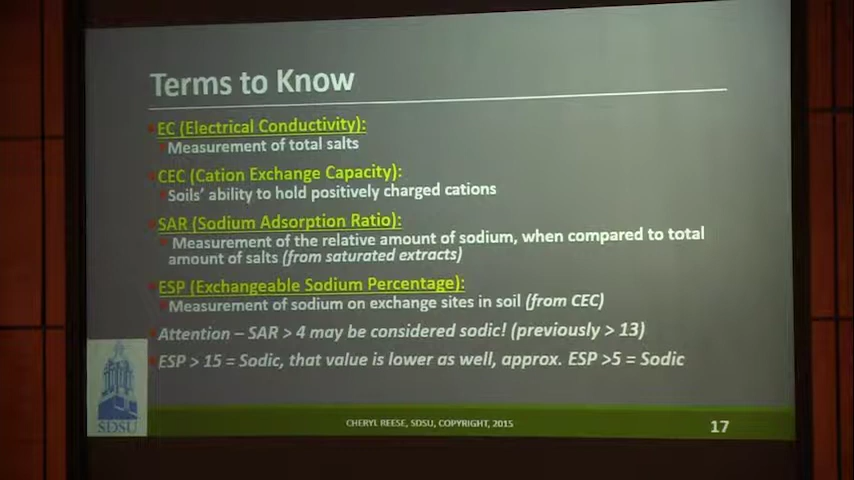 Terms to Know
EC (Electrical Conductivity):
Measurement of total salts
CEC (Cation Exchange Capacity):
Soils' ability to hold positively charged cations
SAR (Sodium Adsorption Ratio):
Measurement of the relative amount of sodium, when compared to total
amount of salts (from saturated extracts)
ESP (Exchangeable Sodium Percentage):
Measurement of sodium on exchange sites in soil (from CEC)
Attention – SAR > 4 may be considered sodic! (previously > 13)
ESP > 15 = Sodic, that value is lower as well, approx. ESP >5 = Sodic
SDSU
CHERYL REESE, SDSU, COPYRIGHT, 2015
17